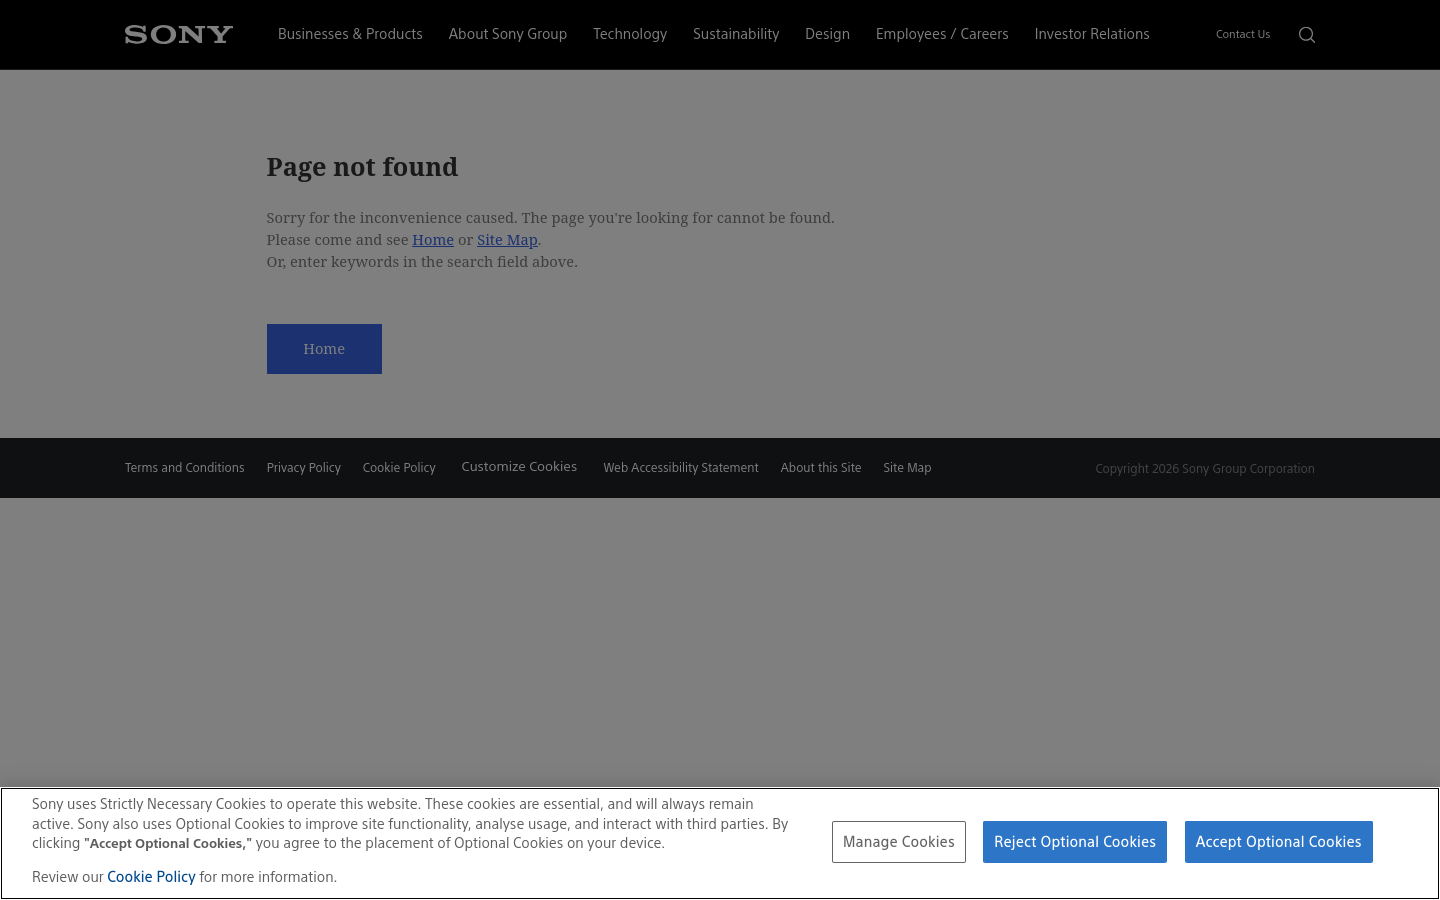 SONY Businesses & Products About Sony Group Technology Sustainability Design Employees / Careers Investor Relations Contact Us
Page not found
Sorry for the inconvenience caused. The page you're looking for cannot be found.
Please come and see Home or Site Map.
Or, enter keywords in the search field above.
Home
Terms and Conditions Privacy Policy Cookie Policy Customize Cookies Web Accessibility Statement About this Site Site Map Copyright 2026 Sony Group Corporation
Sony uses Strictly Necessary Cookies to operate this website. These cookies are essential, and will always remain
active. Sony also uses Optional Cookies to improve site functionality, analyse usage, and interact with third parties. By
clicking "Accept Optional Cookies," you agree to the placement of Optional Cookies on your device.
Review our Cookie Policy for more information.
Manage Cookies Reject Optional Cookies Accept Optional Cookies